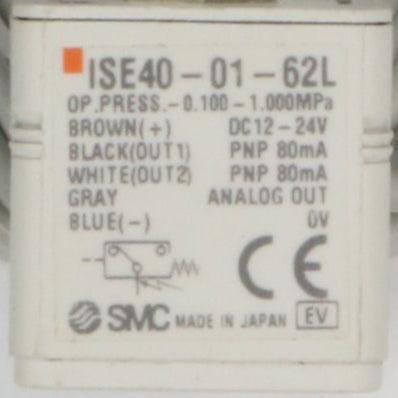 ISE40-01-62L
OP.PRESS.-0.100-1.000MPa
BROWN(+) DC12-24V
BLACK(OUT1) PNP 80mA
WHITE(OUT2) PNP 80mA
GRAY ANALOG OUT
BLUE(-) 0V
CE
SMC MADE IN JAPAN EV